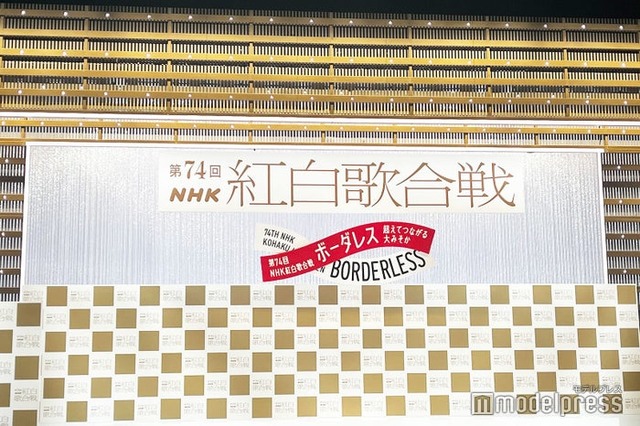 第74回
NHK 紅白歌合戦
74TH NHK
KOHAKU
第74回
NHK紅白歌合戦
ボーダレス
超えてつながる
大みそか
BORDERLESS
モデルプレス
modelpress